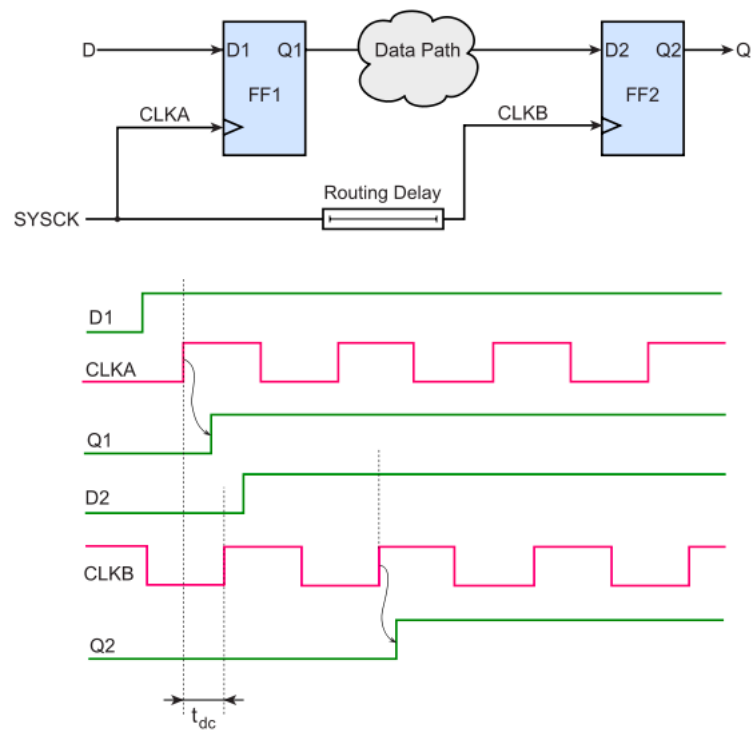 D
D1
Q1
Data Path
D2
Q2
Q
FF1
FF2
CLKA
CLKB
Routing Delay
SYSCK
D1
CLKA
Q1
D2
CLKB
Q2
tdc